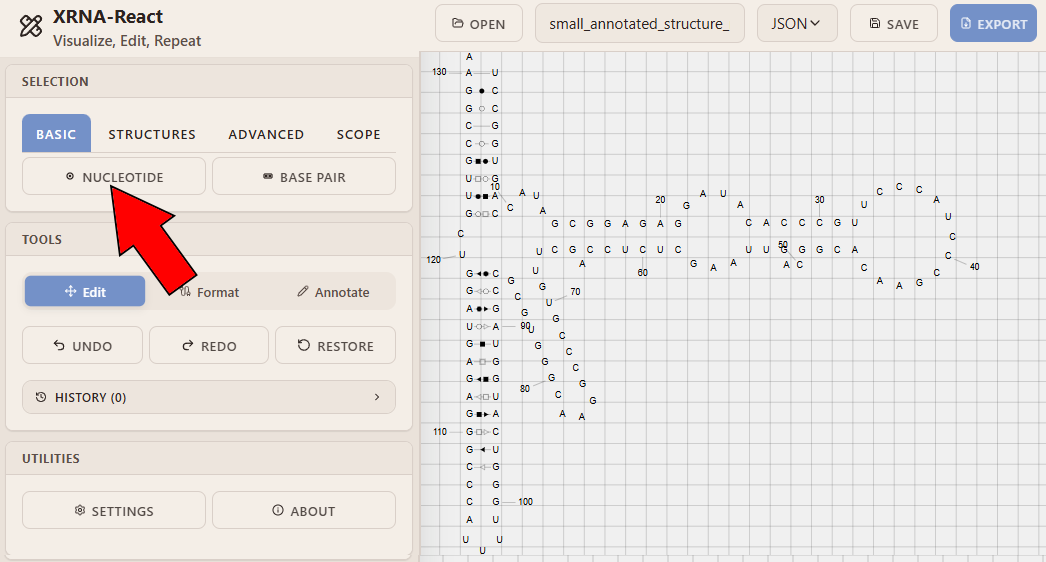 XRNA-React
Visualize, Edit, Repeat
OPEN
small_annotated_structure_
JSON
SAVE
EXPORT
SELECTION
BASIC STRUCTURES ADVANCED SCOPE
NUCLEOTIDE BASE PAIR
TOOLS
Edit Format Annotate
UNDO REDO RESTORE
HISTORY (0)
UTILITIES
SETTINGS ABOUT
A
130 A U
G C
G C
C G
C G
G U
U G
U A
G C
C
120 U
G C
G C
A G
U A 90
G U
A G
G G
A U
G A
110 G C
G U
C G
C G
C G 100
A U
U U
U
10
C A U A
G C G G A G A G
20
G A U A
C A C C C G U
30
U C C C A U C C C G A A C
40
U C G C C U C U C
60
A
G A A
U U G G G C A
50
A C
U G U G C C C G G A A C G G G U G C G
70
80